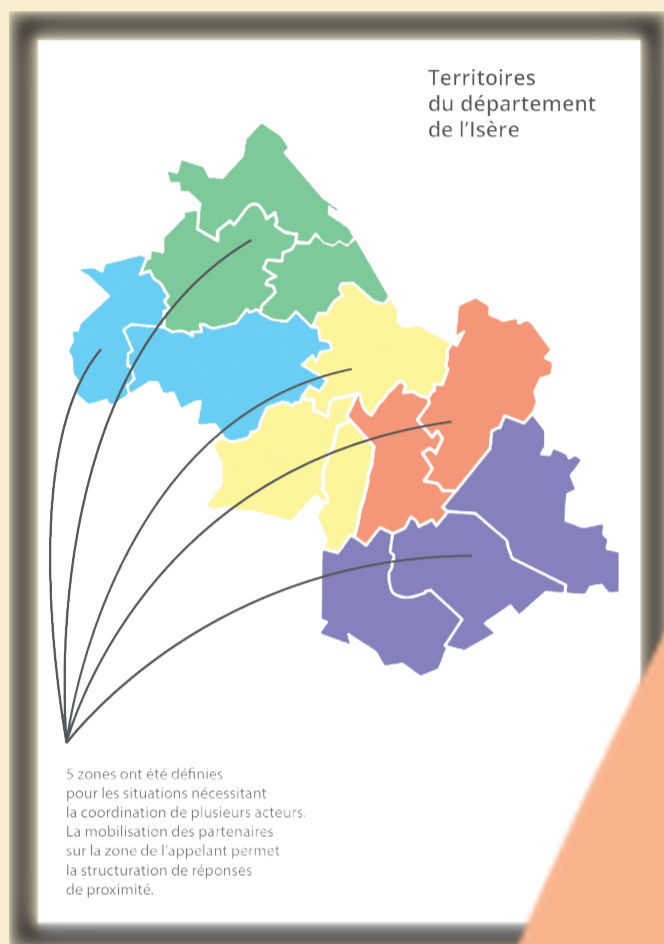 Territoires
du département
de l'Isère
5 zones ont été définies
pour les situations nécessitant
la coordination de plusieurs acteurs.
La mobilisation des partenaires
sur la zone de l'appelant permet
la structuration de réponses
de proximité.